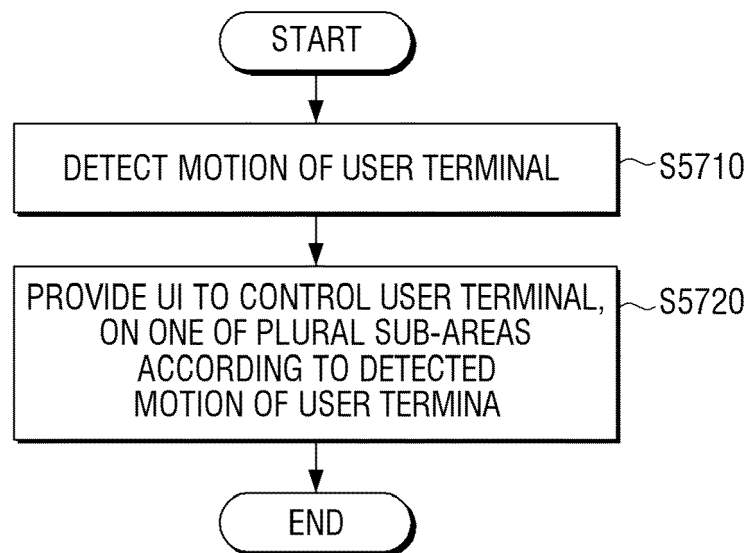 START
DETECT MOTION OF USER TERMINAL
S5710
PROVIDE UI TO CONTROL USER TERMINAL,
ON ONE OF PLURAL SUB-AREAS
ACCORDING TO DETECTED
MOTION OF USER TERMINA
S5720
END